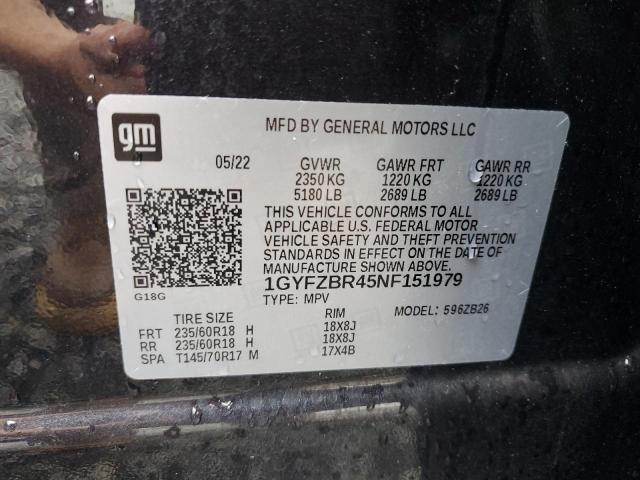 gm
MFD BY GENERAL MOTORS LLC
05/22 GVWR GAWR FRT GAWR RR
2350 KG 1220 KG 1220 KG
5180 LB 2689 LB 2689 LB
THIS VEHICLE CONFORMS TO ALL
APPLICABLE U.S. FEDERAL MOTOR
VEHICLE SAFETY AND THEFT PREVENTION
STANDARDS IN EFFECT ON THE DATE OF
MANUFACTURE SHOWN ABOVE.
1GYFZBR45NF151979
G18G
TYPE: MPV MODEL: 596ZB26
TIRE SIZE RIM
FRT 235/60R18 H 18X8J
RR 235/60R18 H 18X8J
SPA T145/70R17 M 17X4B